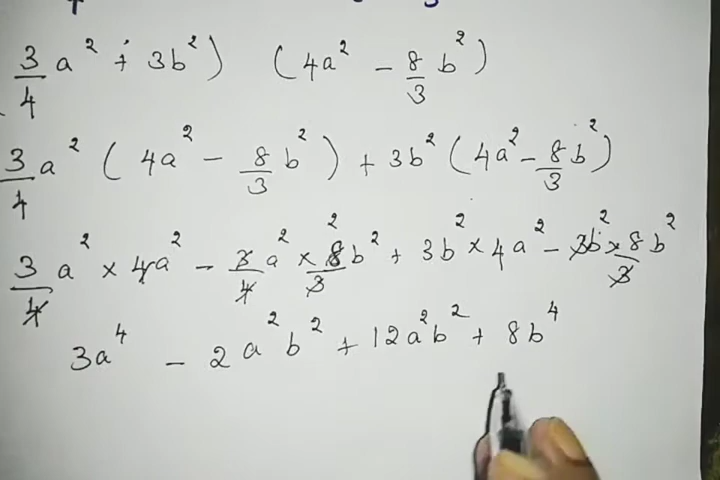 3/4 a² + 3b²) (4a² - 8/3 b²)
3/4 a² (4a² - 8/3 b²) + 3b² (4a² - 8/3 b²)
3/4 a² × 4a² - 3/4 a² × 8/3 b² + 3b² × 4a² - 3b² × 8/3 b²
3a⁴ - 2a²b² + 12a²b² + 8b⁴